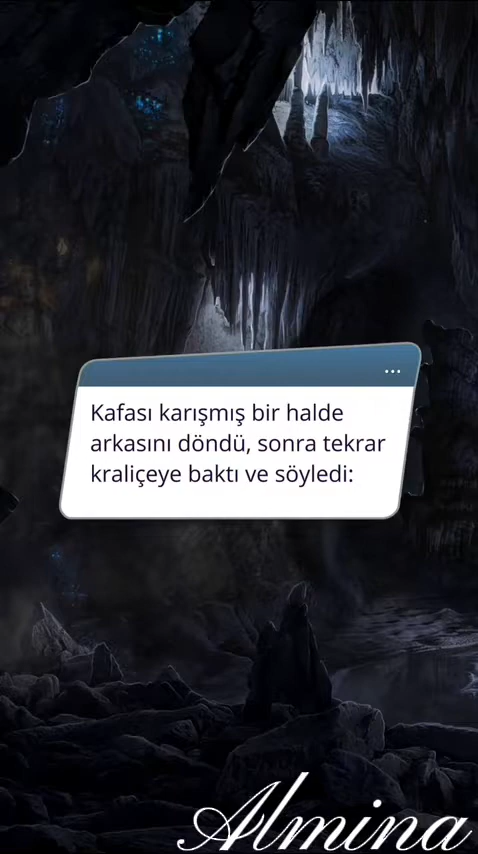 ...
Kafası karışmış bir halde
arkasını döndü, sonra tekrar
kraliçeye baktı ve söyledi:
Almina